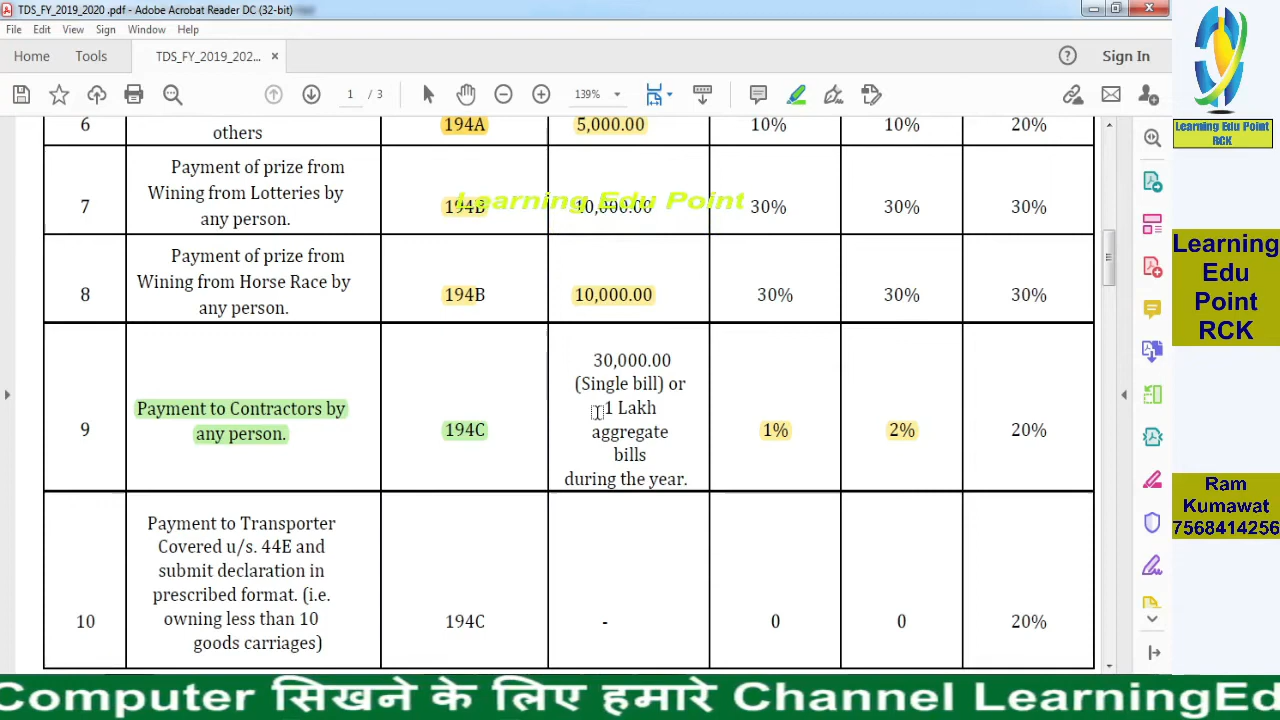 TDS_FY_2019_2020 .pdf - Adobe Acrobat Reader DC (32-bit)
File Edit View Sign Window Help
Home Tools TDS_FY_2019_202... × Sign In
1 / 3 139%
Learning Edu Point
RCK
6 others 194A 5,000.00 10% 10% 20%
Payment of prize from
Wining from Lotteries by
any person.
7 194B 10,000.00 30% 30% 30%
Learning Edu Point
Payment of prize from
Wining from Horse Race by
any person.
8 194B 10,000.00 30% 30% 30%
Learning
Edu
Point
RCK
Payment to Contractors by
any person.
9 194C
30,000.00
(Single bill) or
1 Lakh
aggregate
bills
during the year.
1% 2% 20%
Payment to Transporter
Covered u/s. 44E and
submit declaration in
prescribed format. (i.e.
owning less than 10
goods carriages)
10 194C - 0 0 20%
Ram
Kumawat
7568414256
Computer सिखने के लिए हमारे Channel LearningEd